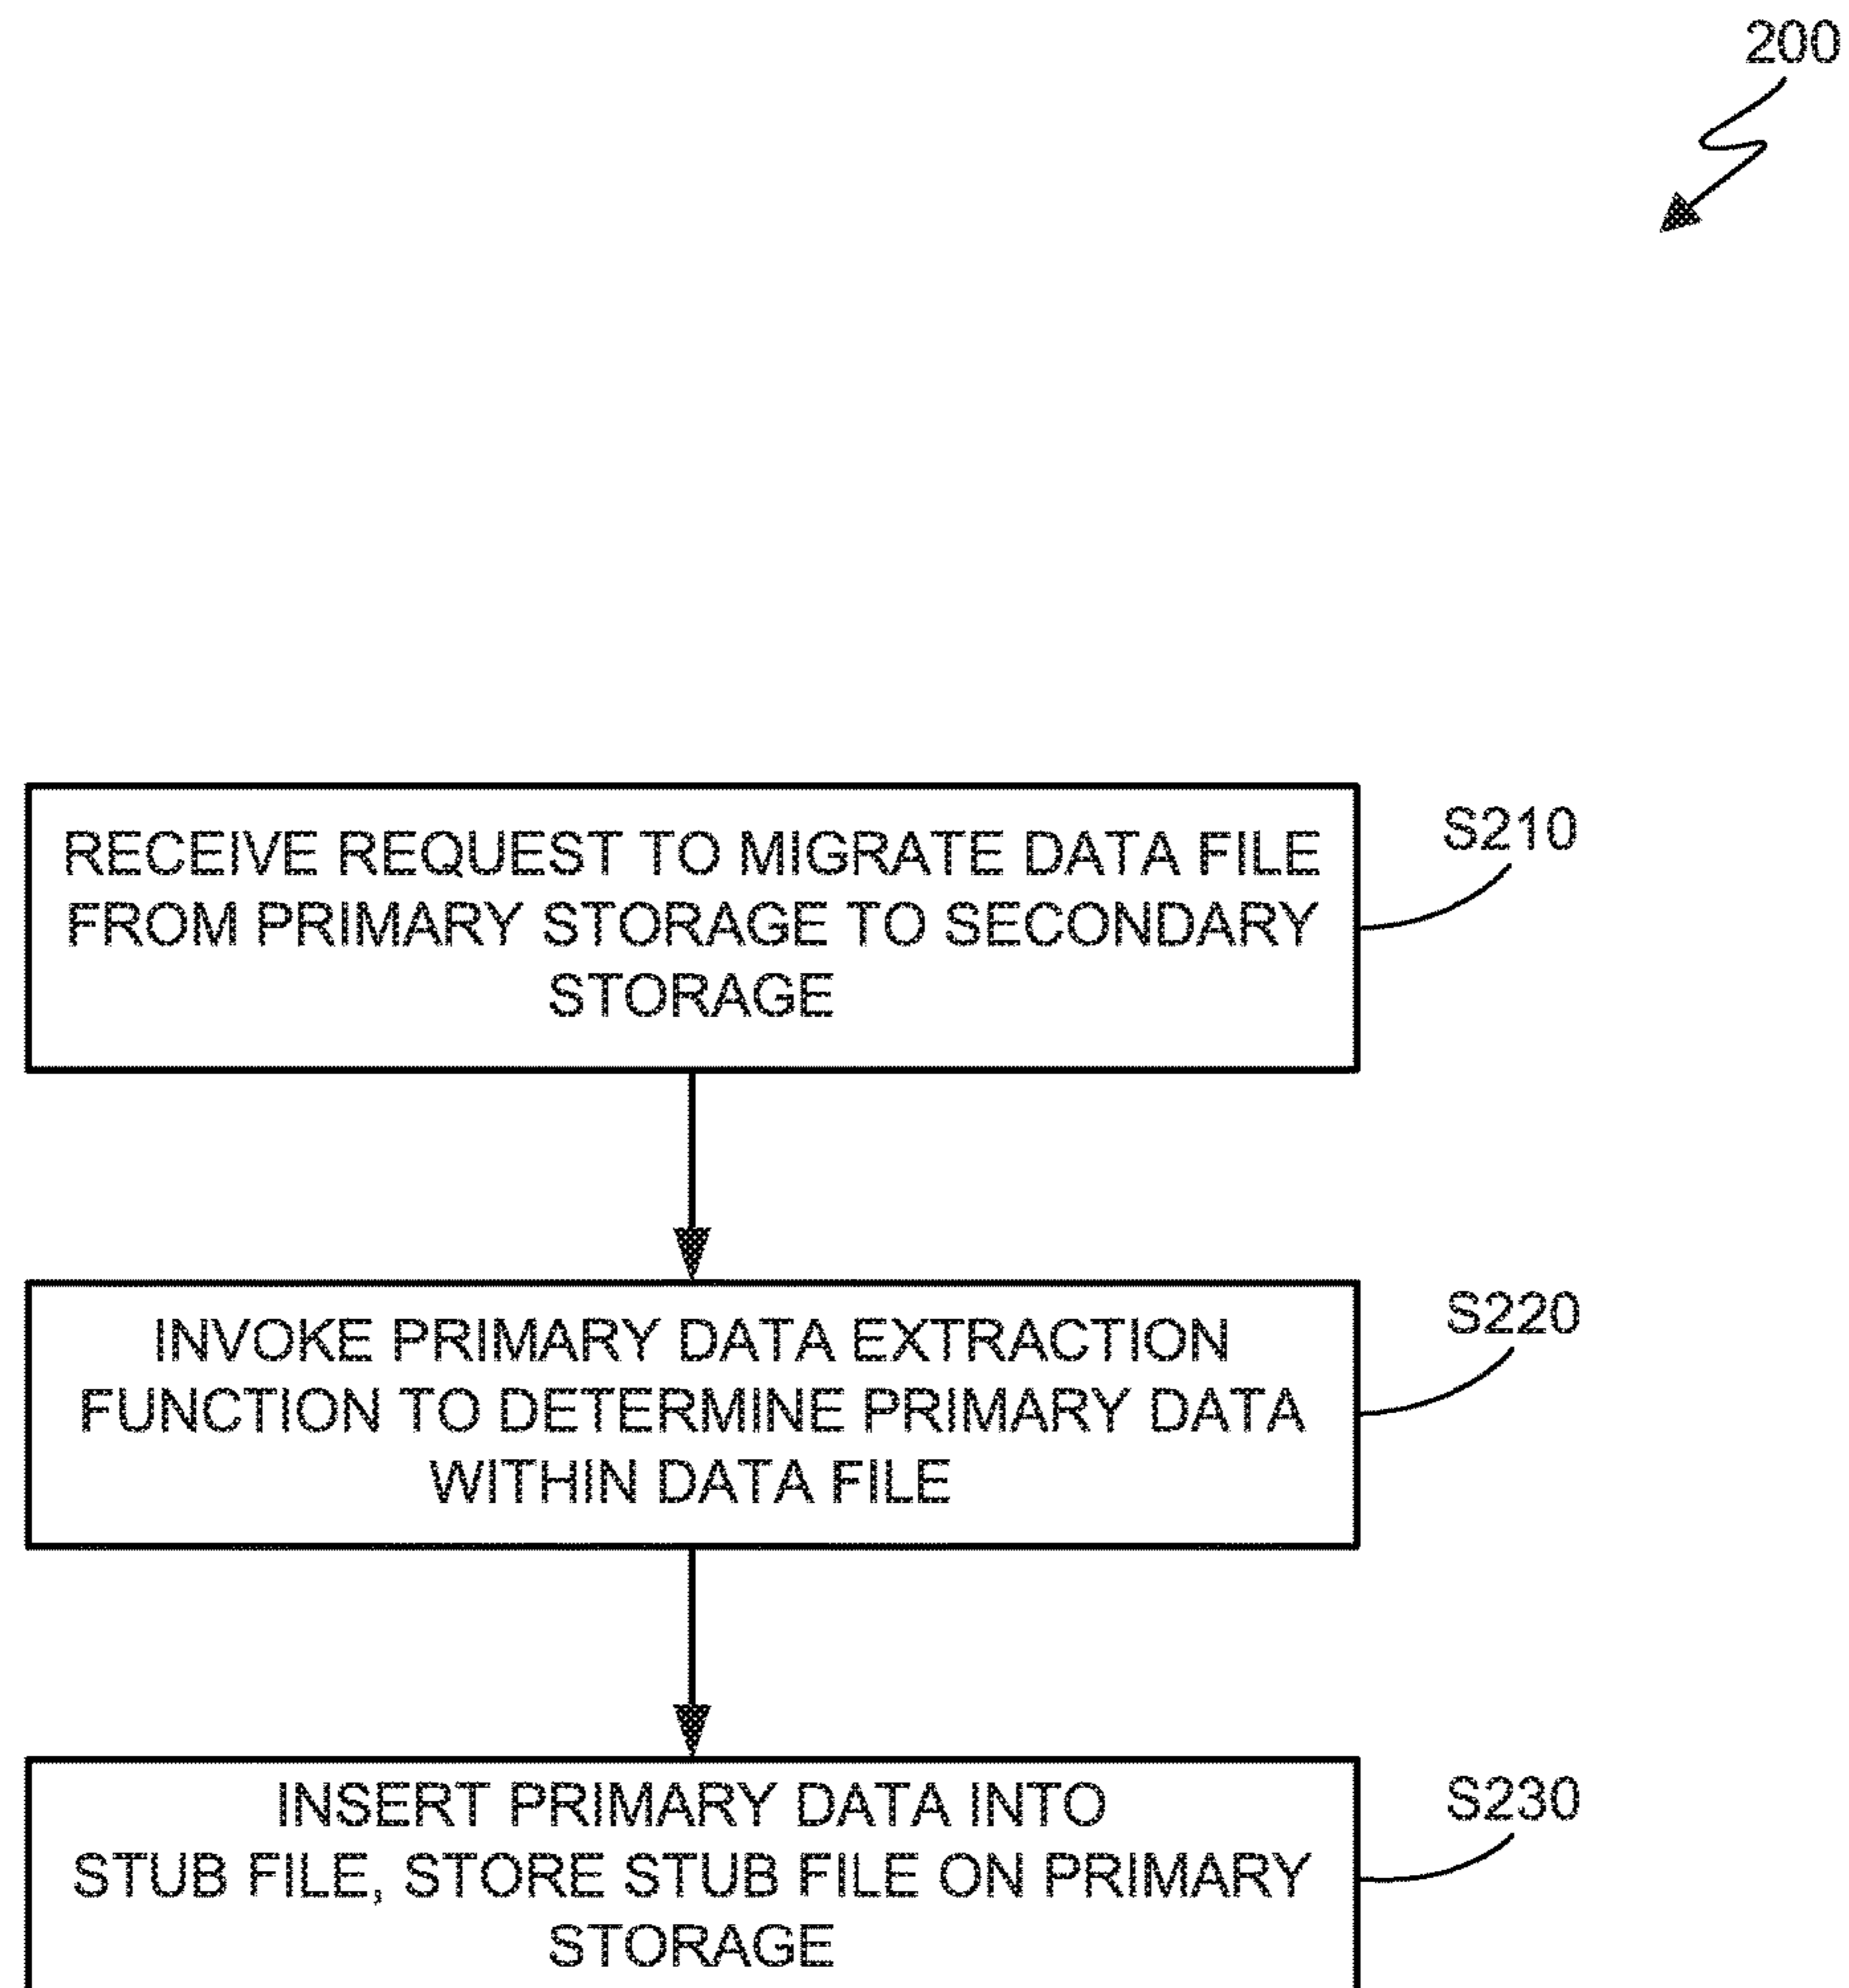 200
RECEIVE REQUEST TO MIGRATE DATA FILE
FROM PRIMARY STORAGE TO SECONDARY
STORAGE
S210
INVOKE PRIMARY DATA EXTRACTION
FUNCTION TO DETERMINE PRIMARY DATA
WITHIN DATA FILE
S220
INSERT PRIMARY DATA INTO
STUB FILE, STORE STUB FILE ON PRIMARY
STORAGE
S230